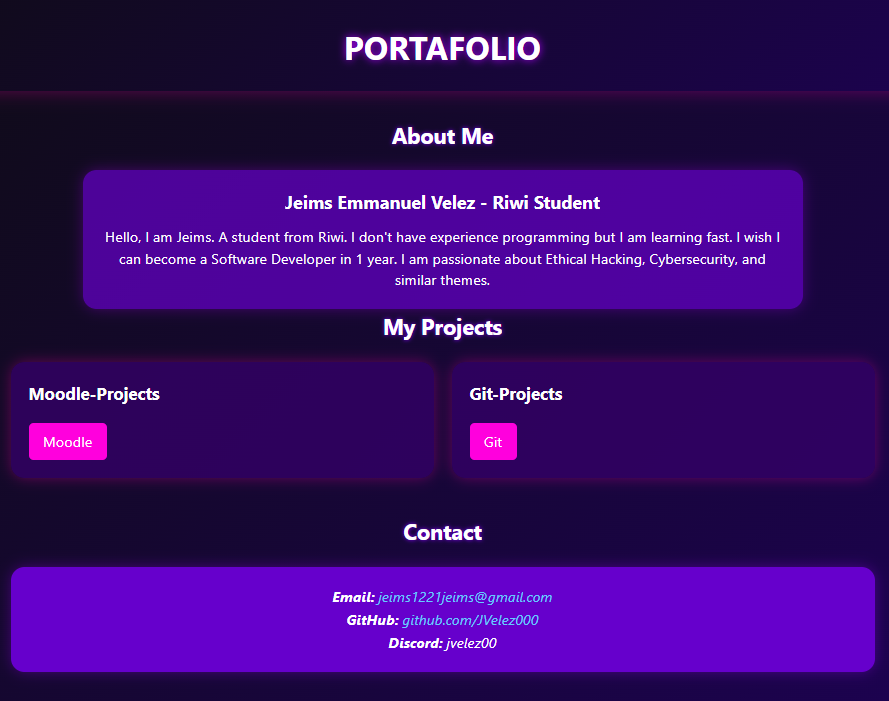 PORTAFOLIO
About Me
Jeims Emmanuel Velez - Riwi Student
Hello, I am Jeims. A student from Riwi. I don't have experience programming but I am learning fast. I wish I
can become a Software Developer in 1 year. I am passionate about Ethical Hacking, Cybersecurity, and
similar themes.
My Projects
Moodle-Projects
Moodle
Git-Projects
Git
Contact
Email: jeims1221jeims@gmail.com
GitHub: github.com/JVelez000
Discord: jvelez00